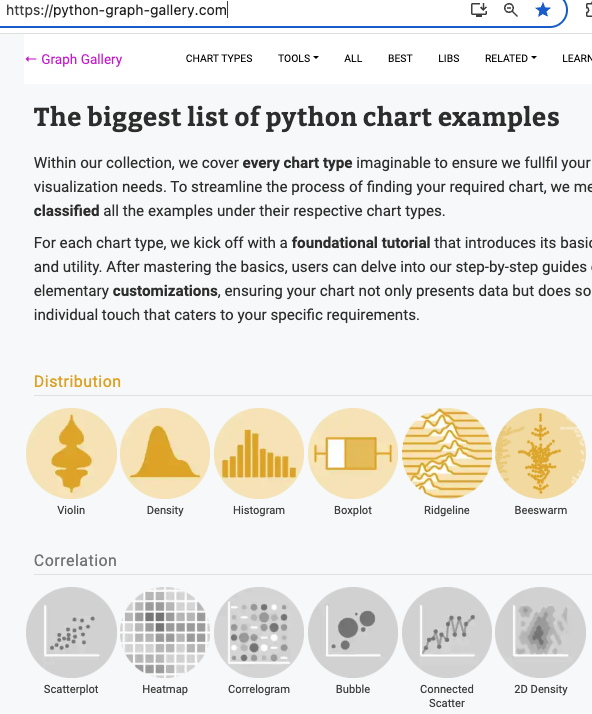 https://python-graph-gallery.com
← Graph Gallery CHART TYPES TOOLS ALL BEST LIBS RELATED LEARN
The biggest list of python chart examples
Within our collection, we cover every chart type imaginable to ensure we fullfil your
visualization needs. To streamline the process of finding your required chart, we me
classified all the examples under their respective chart types.
For each chart type, we kick off with a foundational tutorial that introduces its basic
and utility. After mastering the basics, users can delve into our step-by-step guides
elementary customizations, ensuring your chart not only presents data but does so
individual touch that caters to your specific requirements.
Distribution
Violin Density Histogram Boxplot Ridgeline Beeswarm
Correlation
Scatterplot Heatmap Correlogram Bubble Connected Scatter 2D Density